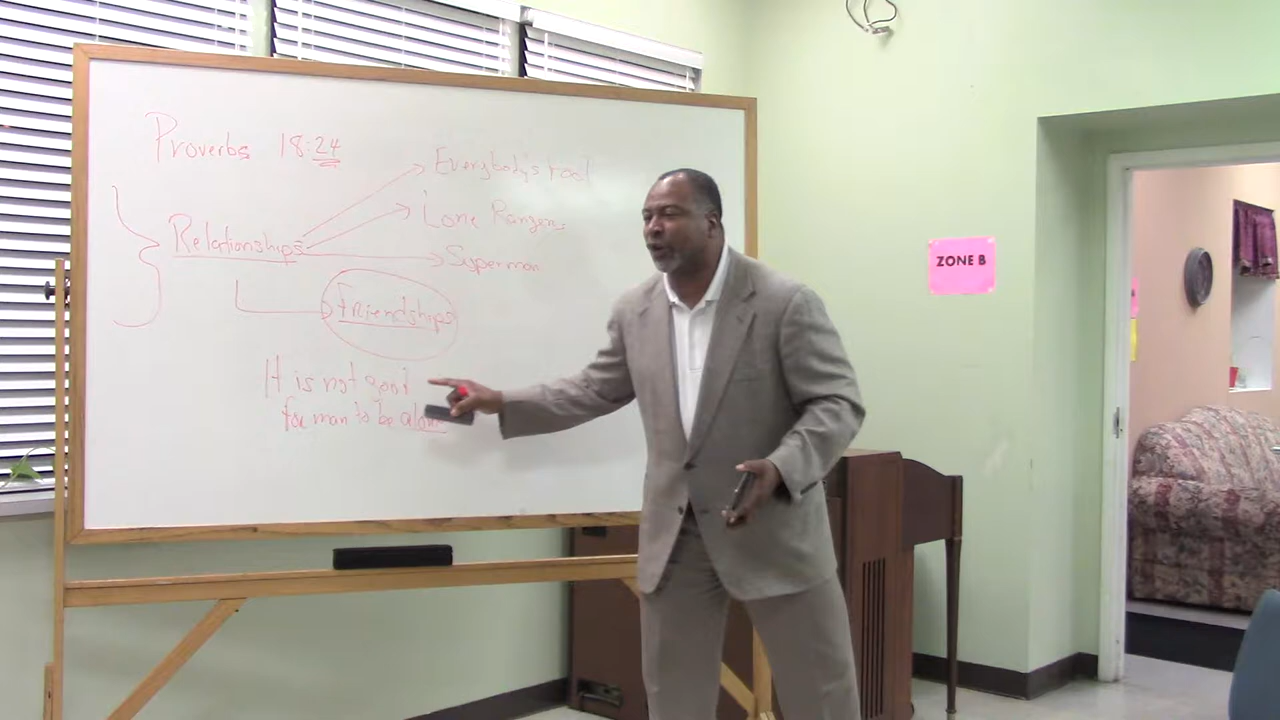 Proverbs 18:24
Everybody's
Relationships
Lone Rangers
Superman
Friendships
It is not good
for man to be alone
ZONE B